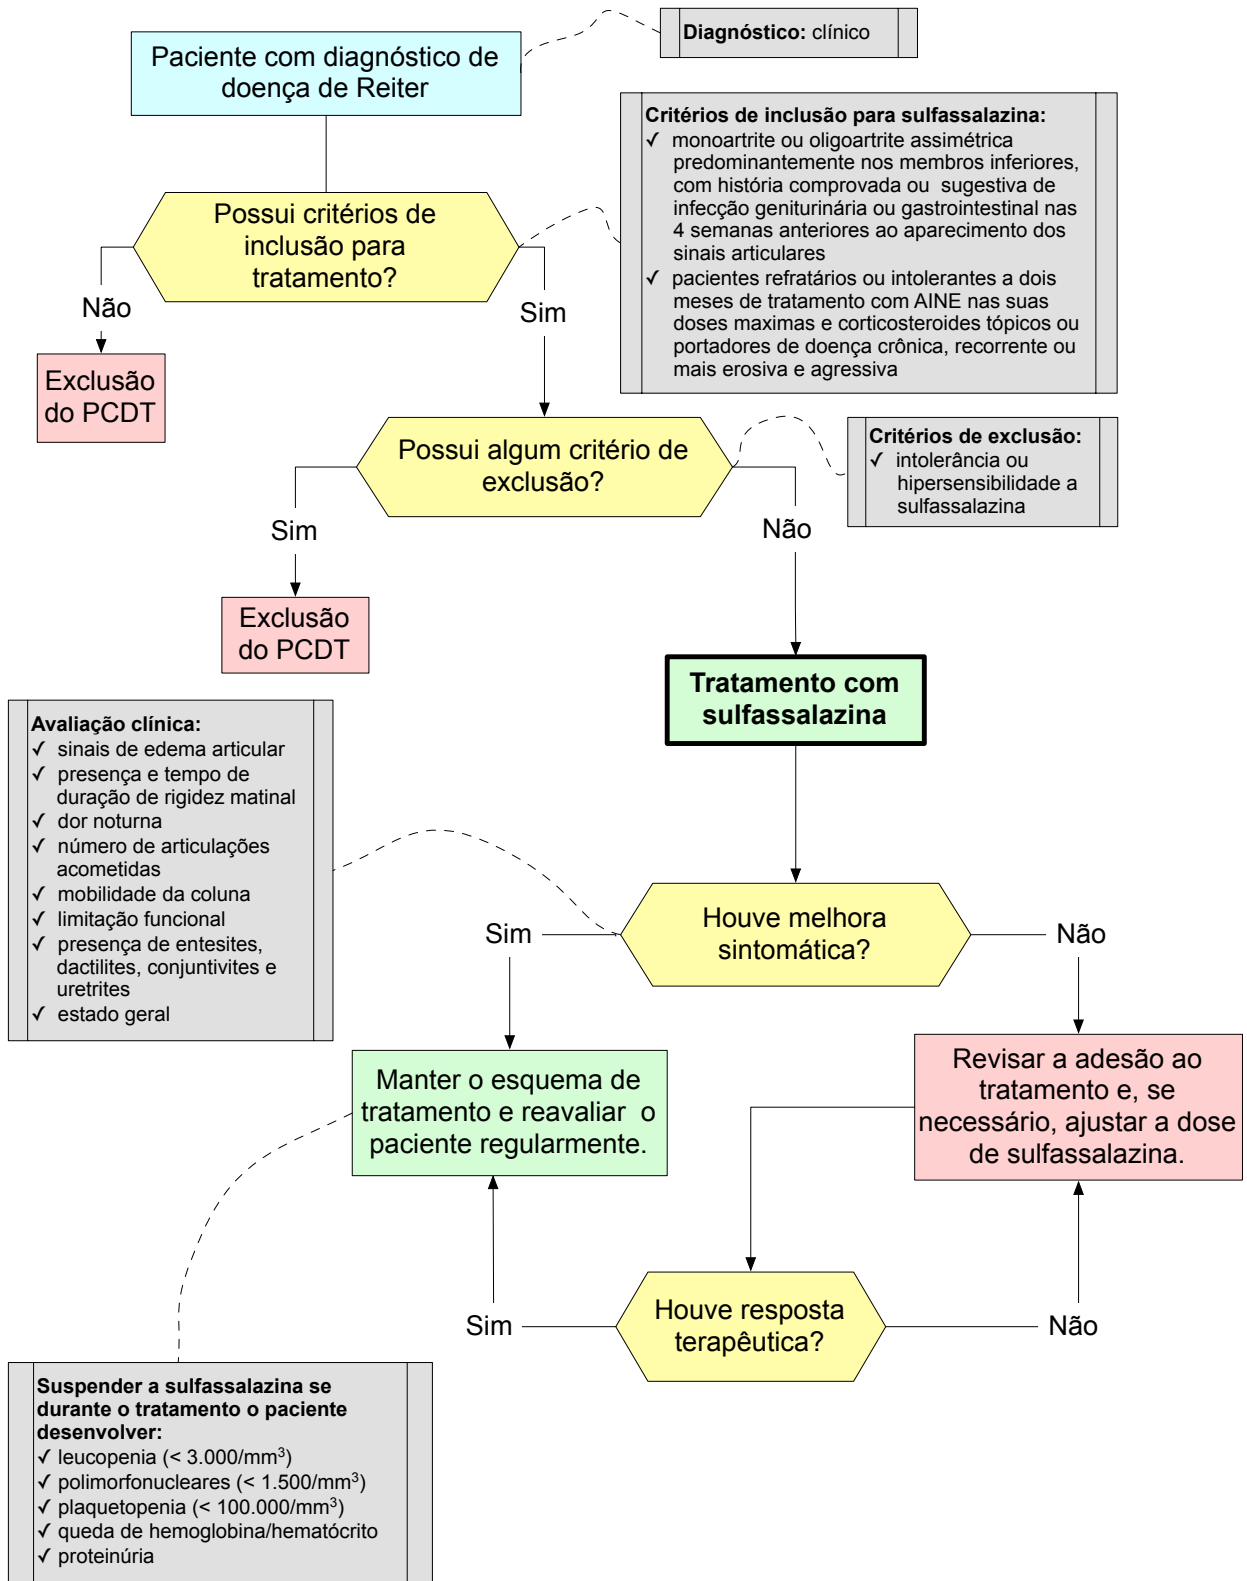 Paciente com diagnóstico de
doença de Reiter
Diagnóstico: clínico
Critérios de inclusão para sulfassalazina:
✓ monoartrite ou oligoartrite assimétrica
predominantemente nos membros inferiores,
com história comprovada ou sugestiva de
infecção geniturinária ou gastrointestinal nas
4 semanas anteriores ao aparecimento dos
sinais articulares
✓ pacientes refratários ou intolerantes a dois
meses de tratamento com AINE nas suas
doses maximas e corticosteroides tópicos ou
portadores de doença crônica, recorrente ou
mais erosiva e agressiva
Possui critérios de
inclusão para
tratamento?
Não
Sim
Exclusão
do PCDT
Possui algum critério de
exclusão?
Critérios de exclusão:
✓ intolerância ou
hipersensibilidade a
sulfassalazina
Sim
Não
Exclusão
do PCDT
Tratamento com
sulfassalazina
Avaliação clínica:
✓ sinais de edema articular
✓ presença e tempo de
duração de rigidez matinal
✓ dor noturna
✓ número de articulações
acometidas
✓ mobilidade da coluna
✓ limitação funcional
✓ presença de entesites,
dactilites, conjuntivites e
uretrites
✓ estado geral
Houve melhora
sintomática?
Sim
Não
Manter o esquema de
tratamento e reavaliar o
paciente regularmente.
Revisar a adesão ao
tratamento e, se
necessário, ajustar a dose
de sulfassalazina.
Houve resposta
terapêutica?
Sim
Não
Suspender a sulfassalazina se
durante o tratamento o paciente
desenvolver:
✓ leucopenia (< 3.000/mm³)
✓ polimorfonucleares (< 1.500/mm³)
✓ plaquetopenia (< 100.000/mm³)
✓ queda de hemoglobina/hematócrito
✓ proteinúria